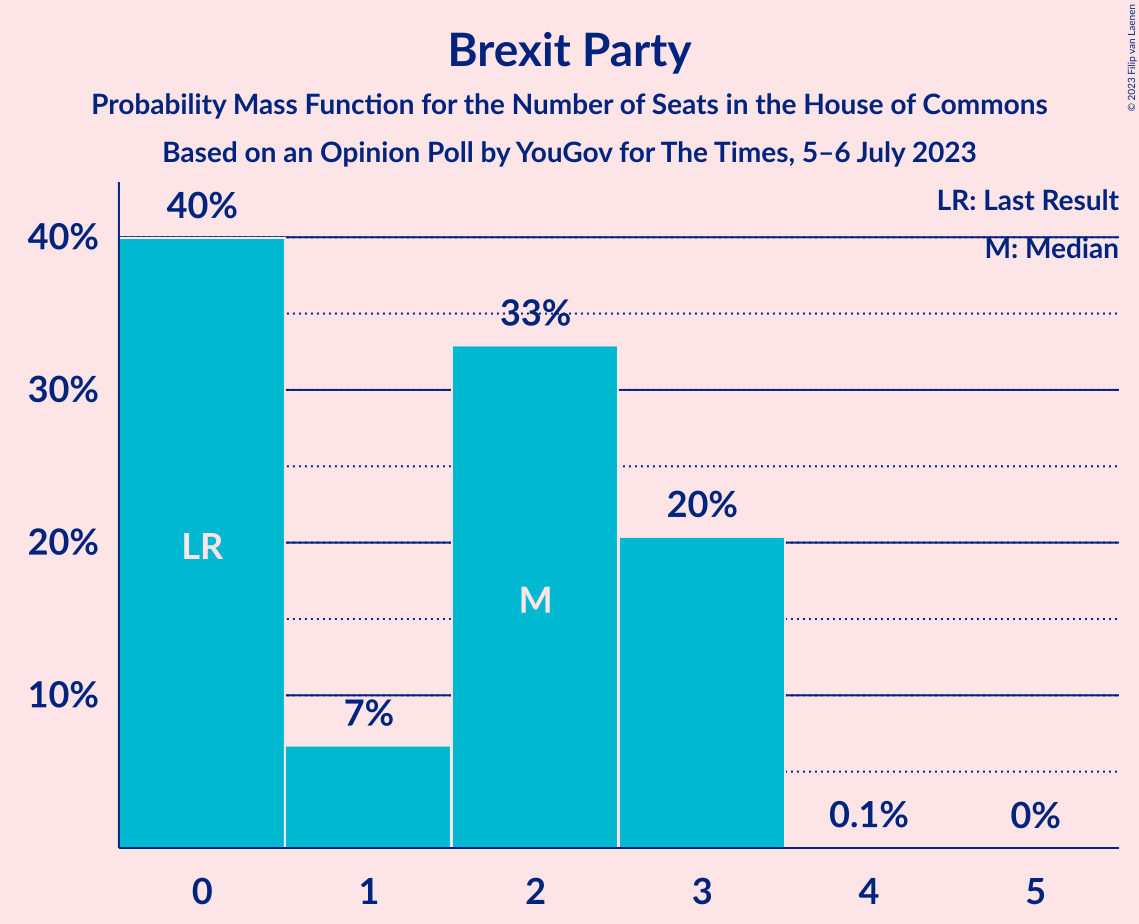 Brexit Party
Probability Mass Function for the Number of Seats in the House of Commons
Based on an Opinion Poll by YouGov for The Times, 5–6 July 2023
© 2023 Filip van Laenen
LR: Last Result
M: Median
40%
30%
20%
10%
40%
7%
33%
20%
0.1%
0%
LR
M
0 1 2 3 4 5